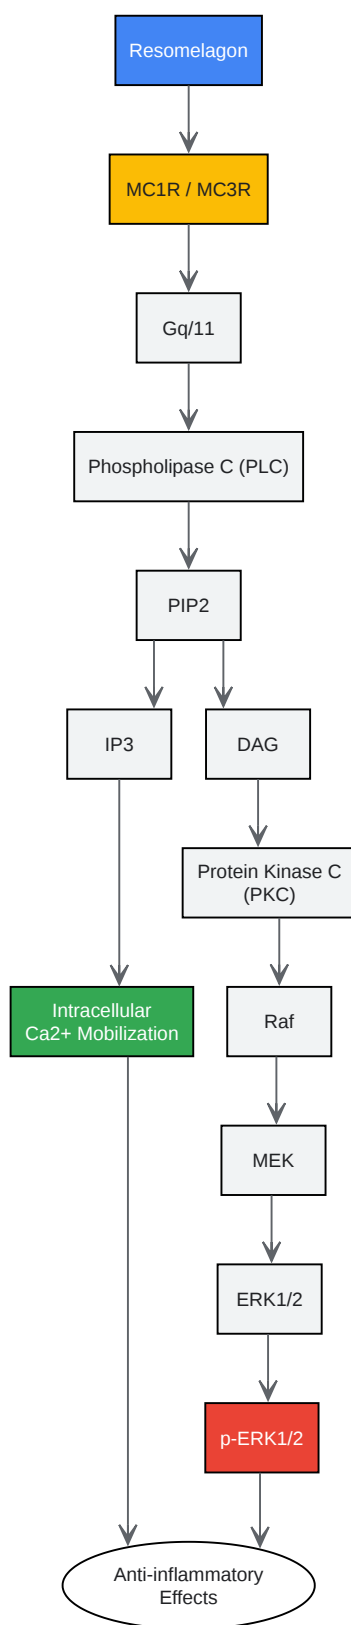 Resomelagon
MC1R / MC3R
Gq/11
Phospholipase C (PLC)
PIP2
IP3
DAG
Protein Kinase C
(PKC)
Intracellular
Ca2+ Mobilization
Raf
MEK
ERK1/2
p-ERK1/2
Anti-inflammatory
Effects